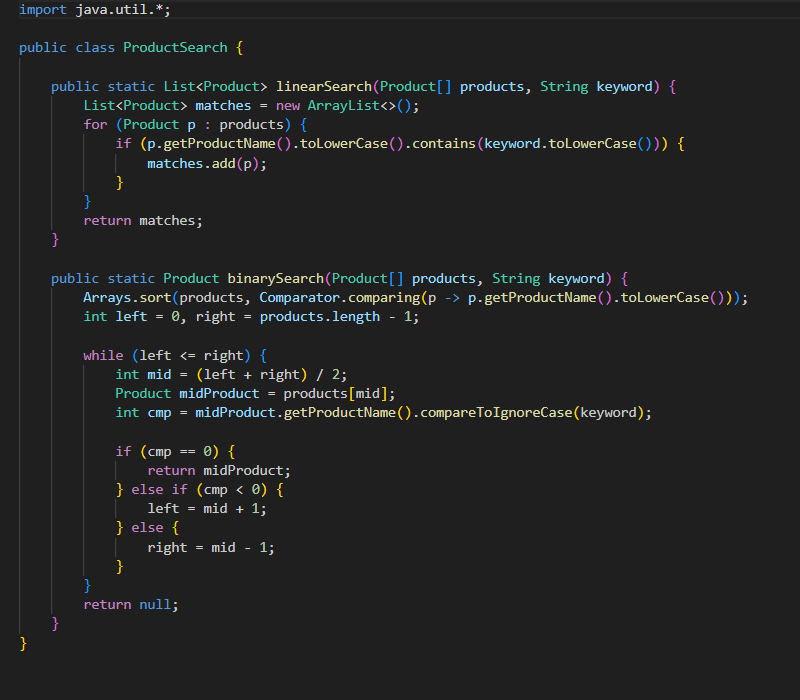 import java.util.*;
public class ProductSearch {
public static List<Product> linearSearch(Product[] products, String keyword) {
List<Product> matches = new ArrayList<>();
for (Product p : products) {
if (p.getProductName().toLowerCase().contains(keyword.toLowerCase())) {
matches.add(p);
}
}
return matches;
}
public static Product binarySearch(Product[] products, String keyword) {
Arrays.sort(products, Comparator.comparing(p -> p.getProductName().toLowerCase()));
int left = 0, right = products.length - 1;
while (left <= right) {
int mid = (left + right) / 2;
Product midProduct = products[mid];
int cmp = midProduct.getProductName().compareToIgnoreCase(keyword);
if (cmp == 0) {
return midProduct;
} else if (cmp < 0) {
left = mid + 1;
} else {
right = mid - 1;
}
}
return null;
}
}